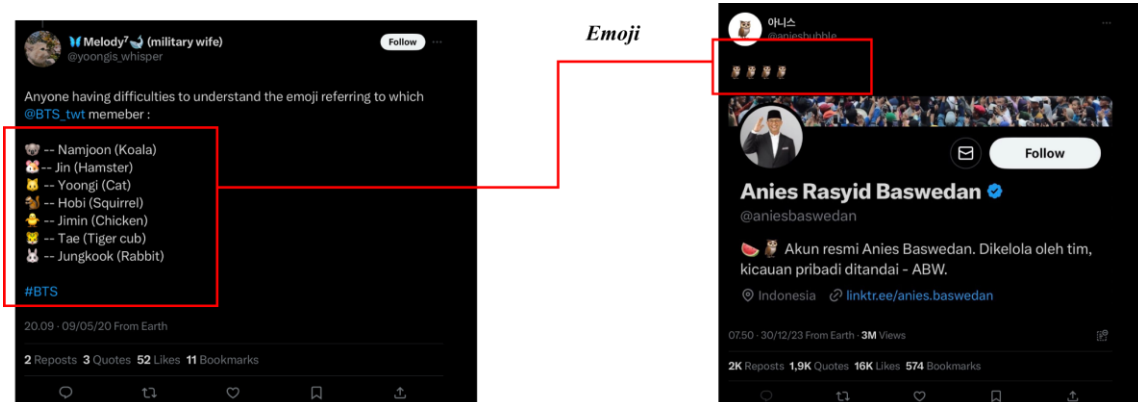 🦋 Melody⁷🐋 (military wife)
@yoongis_whisper
Follow
Anyone having difficulties to understand the emoji referring to which
@BTS_twt memeber :
🐨 -- Namjoon (Koala)
🐹-- Jin (Hamster)
🐱 -- Yoongi (Cat)
🐿 -- Hobi (Squirrel)
🐥 -- Jimin (Chicken)
🐯 -- Tae (Tiger cub)
🐰 -- Jungkook (Rabbit)
#BTS
20.09 · 09/05/20 From Earth
2 Reposts 3 Quotes 52 Likes 11 Bookmarks
Emoji
아니스
@aniesbubble
🦉🦉🦉🦉
Follow
Anies Rasyid Baswedan
@aniesbaswedan
🍉 🦉 Akun resmi Anies Baswedan. Dikelola oleh tim,
kicauan pribadi ditandai - ABW.
Indonesia linktr.ee/anies.baswedan
07.50 · 30/12/23 From Earth · 3M Views
2K Reposts 1,9K Quotes 16K Likes 574 Bookmarks